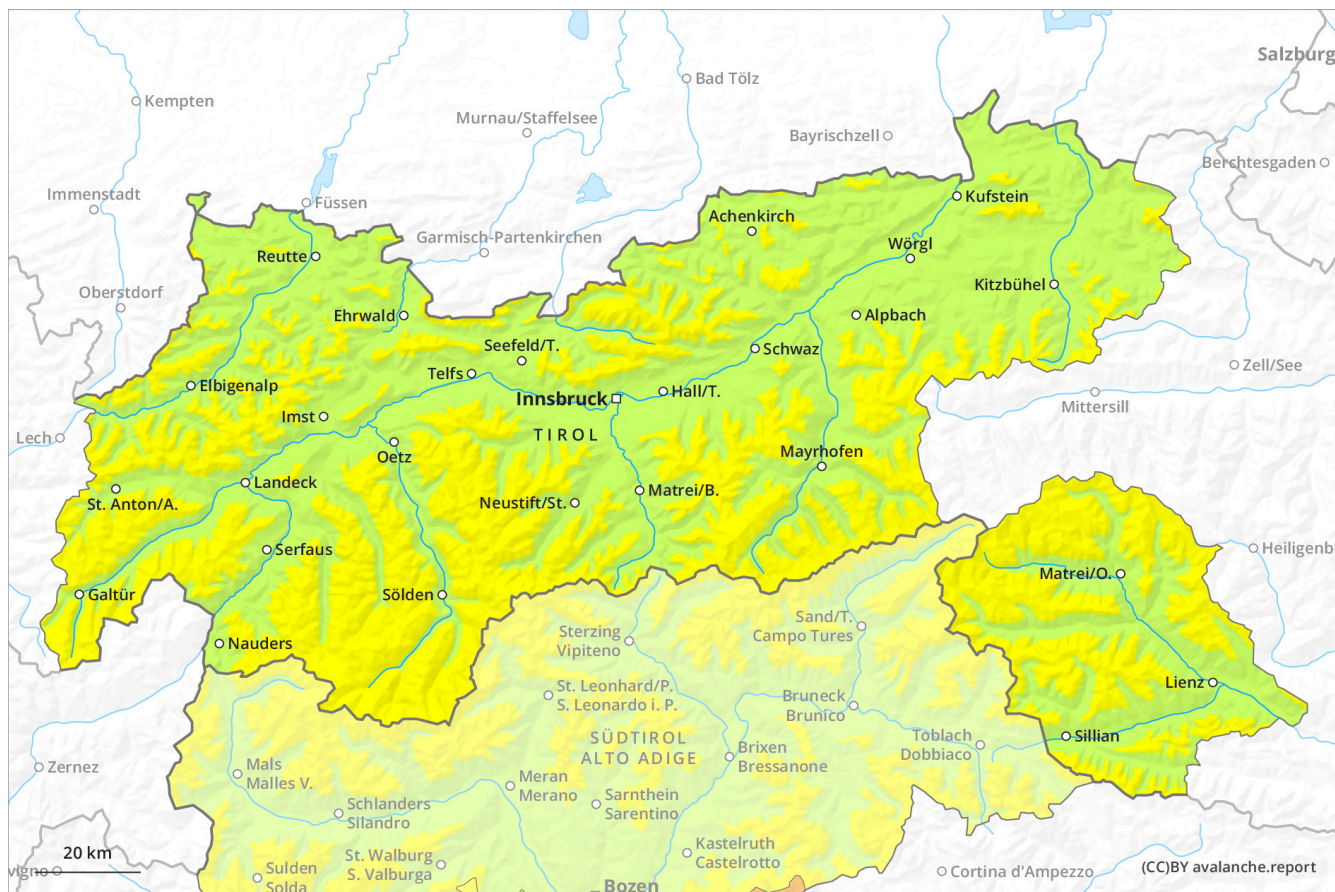 Salzburg
Bad Tölz
Kempten
Murnau/Staffelsee
Bayrischzell
Berchtesgaden
Immenstadt
Füssen
Kufstein
Achenkirch
Garmisch-Partenkirchen
Wörgl
Reutte
Kitzbühel
Oberstdorf
Ehrwald
Alpbach
Seefeld/T.
Schwaz
Telfs
Zell/See
Elbigenalp
Innsbruck
Hall/T.
Mittersill
Imst
TIROL
Lech
Oetz
Mayrhofen
Landeck
Matrei/B.
St. Anton/A.
Neustift/St.
Serfaus
Heiligenb
Matrei/O.
Galtür
Sölden
Sand/T.
Campo Tures
Sterzing
Vipiteno
Nauders
Lienz
St. Leonhard/P.
S. Leonardo i. P.
Bruneck
Brunico
Sillian
SÜDTIROL
ALTO ADIGE
Toblach
Dobbiaco
Brixen
Bressanone
Zernez
Mals
Malles V.
Meran
Merano
Sarnthein
Sarentino
Schlanders
Silandro
20 km
Kastelruth
Castelrotto
St. Walburg
S. Valburga
vigno
Sulden
Solda
Cortina d'Ampezzo
(CC)BY avalanche.report
Bozen